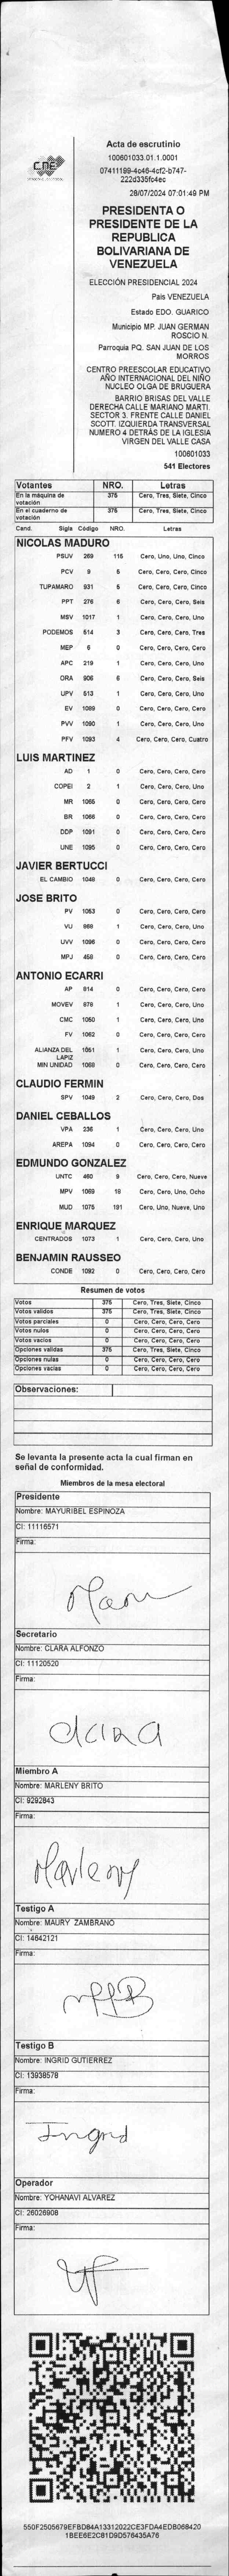 CNE
Acta de escrutinio
100601033.01.1.0001
07411199-4c46-4cf2-b747-
222d335fc4ec
28/07/2024 07:01:49 PM
PRESIDENTA O
PRESIDENTE DE LA
REPUBLICA
BOLIVARIANA DE
VENEZUELA
ELECCIÓN PRESIDENCIAL 2024
País VENEZUELA
Estado EDO. GUARICO
Municipio MP. JUAN GERMAN
ROSCIO N.
Parroquia PQ. SAN JUAN DE LOS
MORROS
CENTRO PREESCOLAR EDUCATIVO
AÑO INTERNACIONAL DEL NIÑO
NUCLEO OLGA DE BRUGUERA
BARRIO BRISAS DEL VALLE
DERECHA CALLE MARIANO MARTI.
SECTOR 3. FRENTE CALLE DANIEL
SCOTT. IZQUIERDA TRANSVERSAL
NUMERO 4 DETRÁS DE LA IGLESIA
VIRGEN DEL VALLE CASA
100601033
541 Electores
Votantes NRO. Letras
En la máquina de votación 375 Cero, Tres, Siete, Cinco
En el cuaderno de votación 375 Cero, Tres, Siete, Cinco
Cand. Sigla Código NRO. Letras
NICOLAS MADURO
PSUV 269 115 Cero, Uno, Uno, Cinco
PCV 9 5 Cero, Cero, Cero, Cinco
TUPAMARO 931 5 Cero, Cero, Cero, Cinco
PPT 276 6 Cero, Cero, Cero, Seis
MSV 1017 1 Cero, Cero, Cero, Uno
PODEMOS 514 3 Cero, Cero, Cero, Tres
MEP 6 0 Cero, Cero, Cero, Cero
APC 219 1 Cero, Cero, Cero, Uno
ORA 906 6 Cero, Cero, Cero, Seis
UPV 513 1 Cero, Cero, Cero, Uno
EV 1089 0 Cero, Cero, Cero, Cero
PVV 1090 1 Cero, Cero, Cero, Uno
PFV 1093 4 Cero, Cero, Cero, Cuatro
LUIS MARTINEZ
AD 1 0 Cero, Cero, Cero, Cero
COPEI 2 1 Cero, Cero, Cero, Uno
MR 1065 0 Cero, Cero, Cero, Cero
BR 1066 0 Cero, Cero, Cero, Cero
DDP 1091 0 Cero, Cero, Cero, Cero
UNE 1095 0 Cero, Cero, Cero, Cero
JAVIER BERTUCCI
EL CAMBIO 1048 0 Cero, Cero, Cero, Cero
JOSE BRITO
PV 1053 0 Cero, Cero, Cero, Cero
VU 869 1 Cero, Cero, Cero, Uno
UVV 1096 0 Cero, Cero, Cero, Cero
MPJ 458 0 Cero, Cero, Cero, Cero
ANTONIO ECARRI
AP 614 0 Cero, Cero, Cero, Cero
MOVEV 976 1 Cero, Cero, Cero, Uno
CMC 1050 1 Cero, Cero, Cero, Uno
FV 1062 0 Cero, Cero, Cero, Cero
ALIANZA DEL LAPIZ 1051 1 Cero, Cero, Cero, Uno
MIN UNIDAD 1068 0 Cero, Cero, Cero, Cero
CLAUDIO FERMIN
SPV 1049 2 Cero, Cero, Cero, Dos
DANIEL CEBALLOS
VPA 236 1 Cero, Cero, Cero, Uno
AREPA 1094 0 Cero, Cero, Cero, Cero
EDMUNDO GONZALEZ
UNTC 460 9 Cero, Cero, Cero, Nueve
MPV 1069 18 Cero, Cero, Uno, Ocho
MUD 1075 191 Cero, Uno, Nueve, Uno
ENRIQUE MARQUEZ
CENTRADOS 1073 1 Cero, Cero, Cero, Uno
BENJAMIN RAUSSEO
CONDE 1092 0 Cero, Cero, Cero, Cero
Resumen de votos
Votos 375 Cero, Tres, Siete, Cinco
Votos validos 375 Cero, Tres, Siete, Cinco
Votos parciales 0 Cero, Cero, Cero, Cero
Votos nulos 0 Cero, Cero, Cero, Cero
Votos vacios 0 Cero, Cero, Cero, Cero
Opciones validas 375 Cero, Tres, Siete, Cinco
Opciones nulas 0 Cero, Cero, Cero, Cero
Opciones vacias 0 Cero, Cero, Cero, Cero
Observaciones:
Se levanta la presente acta la cual firman en
señal de conformidad.
Miembros de la mesa electoral
Presidente
Nombre: MAYURIBEL ESPINOZA
CI: 11116571
Firma:
Secretario
Nombre: CLARA ALFONZO
CI: 11120520
Firma:
Clara
Miembro A
Nombre: MARLENY BRITO
CI: 9292843
Firma:
Marleny
Testigo A
Nombre: MAURY ZAMBRANO
CI: 14642121
Firma:
Testigo B
Nombre: INGRID GUTIERREZ
CI: 13938578
Firma:
Ingrid
Operador
Nombre: YOHANAVI ALVAREZ
CI: 26026908
Firma:
550F2505679EFBD84A13312022CE3FDA4EDB068420
1BEE6E2C81D9D576435A76